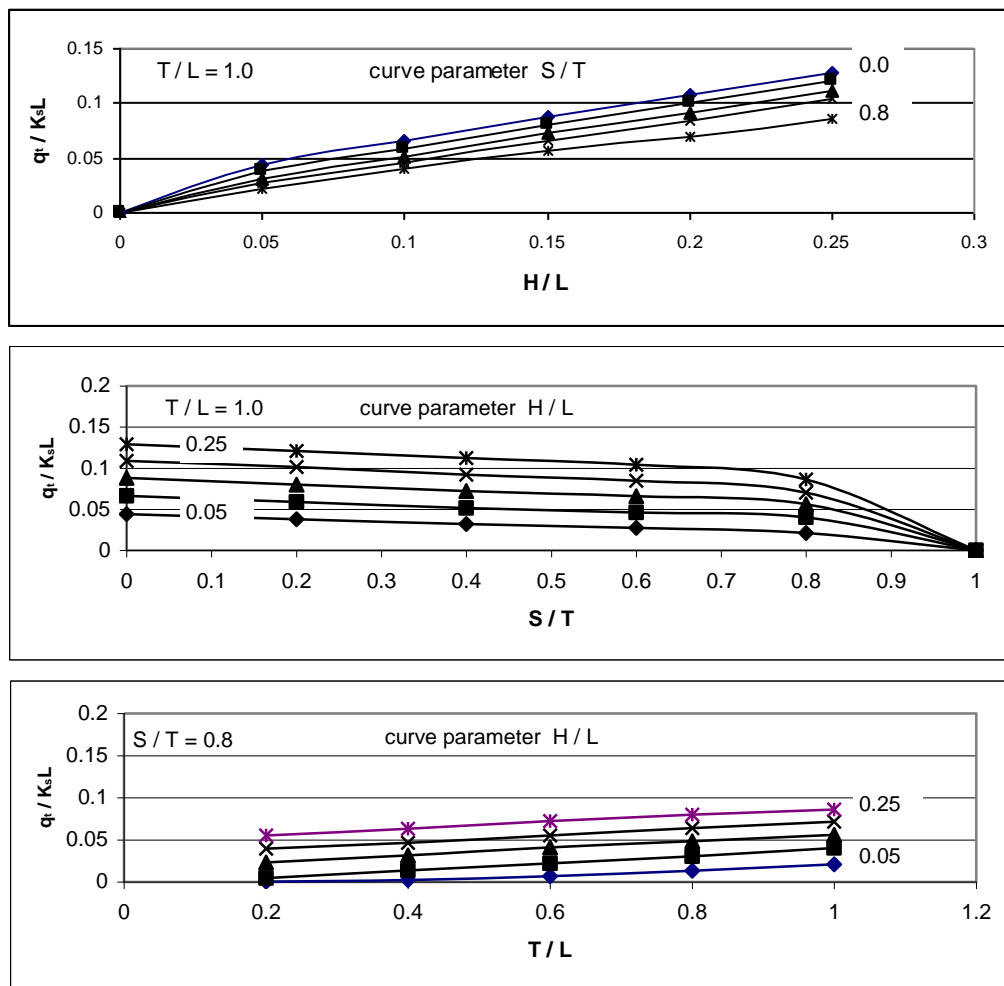 0.15
T / L = 1.0 curve parameter S / T 0.0
0.1
0.8
0.05
0
qt / KsL
0 0.05 0.1 0.15 0.2 0.25 0.3
H / L
0.2
T / L = 1.0 curve parameter H / L
0.15
0.25
0.1
0.05
0.05
0
qt / KsL
0 0.1 0.2 0.3 0.4 0.5 0.6 0.7 0.8 0.9 1
S / T
0.2
S / T = 0.8 curve parameter H / L
0.15
0.1
0.25
0.05
0.05
0
qt / KsL
0 0.2 0.4 0.6 0.8 1 1.2
T / L